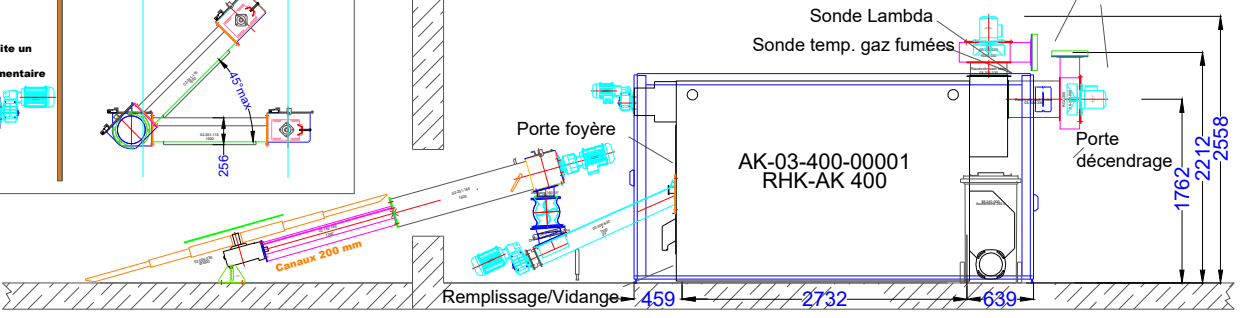 ite un
mentaire
45°max
256
Canaux 200 mm
Sonde Lambda
Sonde temp. gaz fumées
Porte foyère
AK-03-400-00001
RHK-AK 400
Porte
décendrage
1762
2212
2558
Remplissage/Vidange
459
2732
639